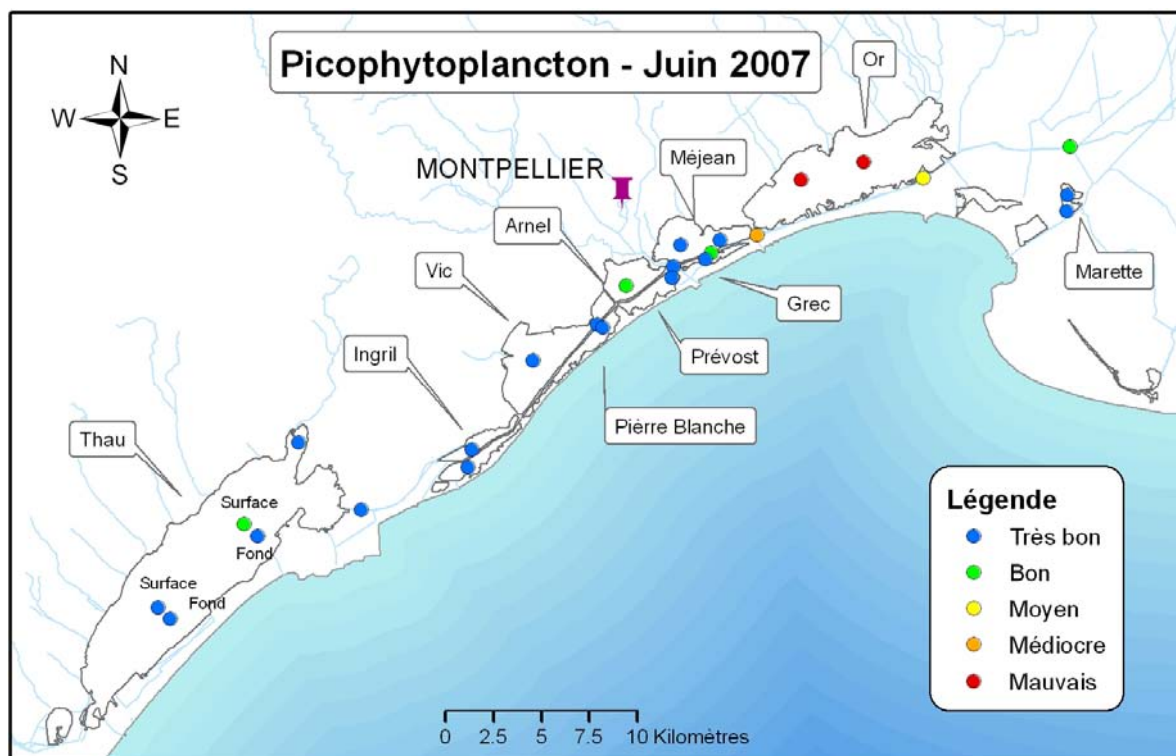 Picophytoplancton - Juin 2007
N
W E
S
Or
MONTPELLIER
Méjean
Arnel
Vic
Marette
Grec
Ingril
Prévost
Pièrre Blanche
Thau
Surface
Fond
Surface
Fond
Légende
Très bon
Bon
Moyen
Médiocre
Mauvais
0 2.5 5 7.5 10 Kilomètres